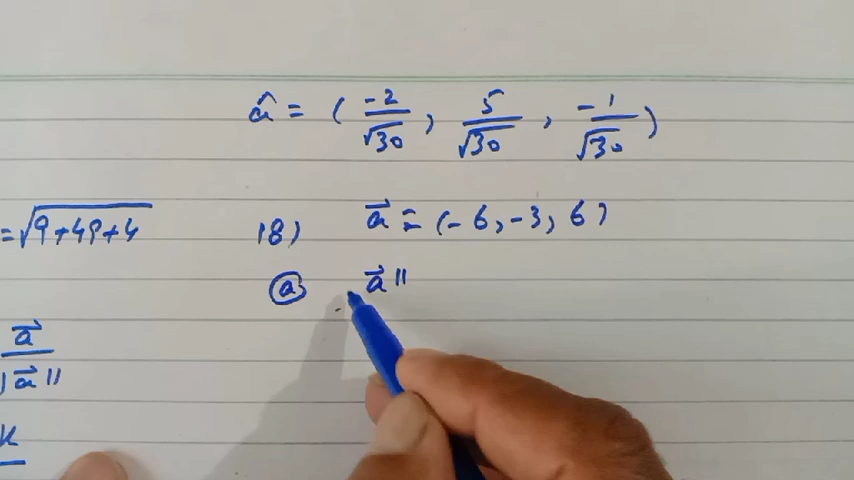 â = ( -2/√30 , 5/√30 , -1/√30 )
= √9+49+4
18) a⃗ = (-6, -3, 6)
ⓐ a⃗ ||
a⃗
|a⃗||
K